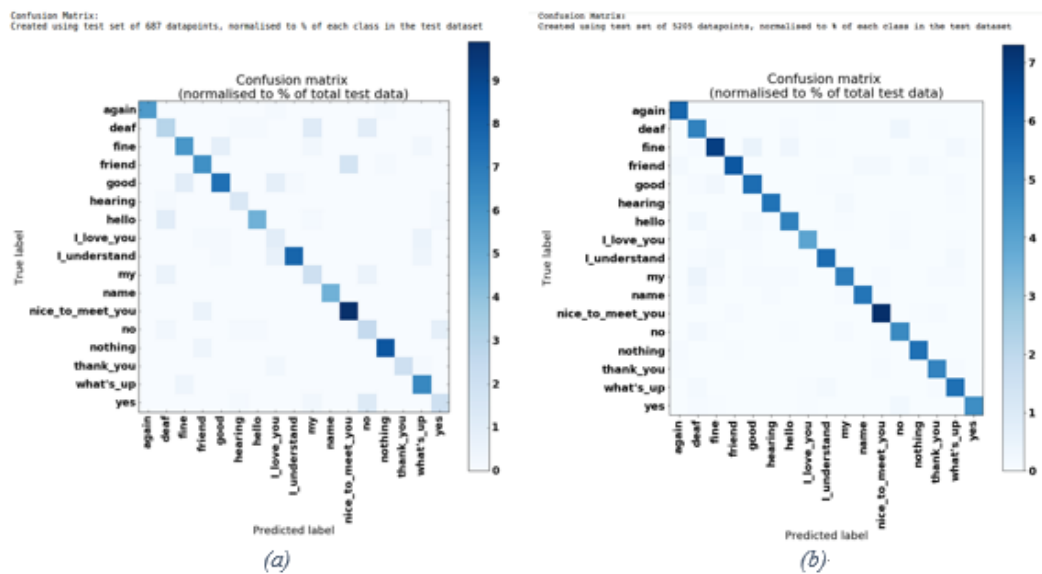 Confusion Matrix:
Created using test set of 687 datapoints, normalised to % of each class in the test dataset
Confusion matrix
(normalised to % of total test data)
again
deaf
fine
friend
good
hearing
hello
I_love_you
I_understand
my
name
nice_to_meet_you
no
nothing
thank_you
what's_up
yes
True label
again
deaf
fine
friend
good
hearing
hello
I_love_you
I_understand
my
name
nice_to_meet_you
no
nothing
thank_you
what's_up
yes
Predicted label
9
8
7
6
5
4
3
2
1
0
(a)
Confusion Matrix:
Created using test set of 5205 datapoints, normalised to % of each class in the test dataset
Confusion matrix
(normalised to % of total test data)
again
deaf
fine
friend
good
hearing
hello
I_love_you
I_understand
my
name
nice_to_meet_you
no
nothing
thank_you
what's_up
yes
True label
again
deaf
fine
friend
good
hearing
hello
I_love_you
I_understand
my
name
nice_to_meet_you
no
nothing
thank_you
what's_up
yes
Predicted label
7
6
5
4
3
2
1
0
(b)